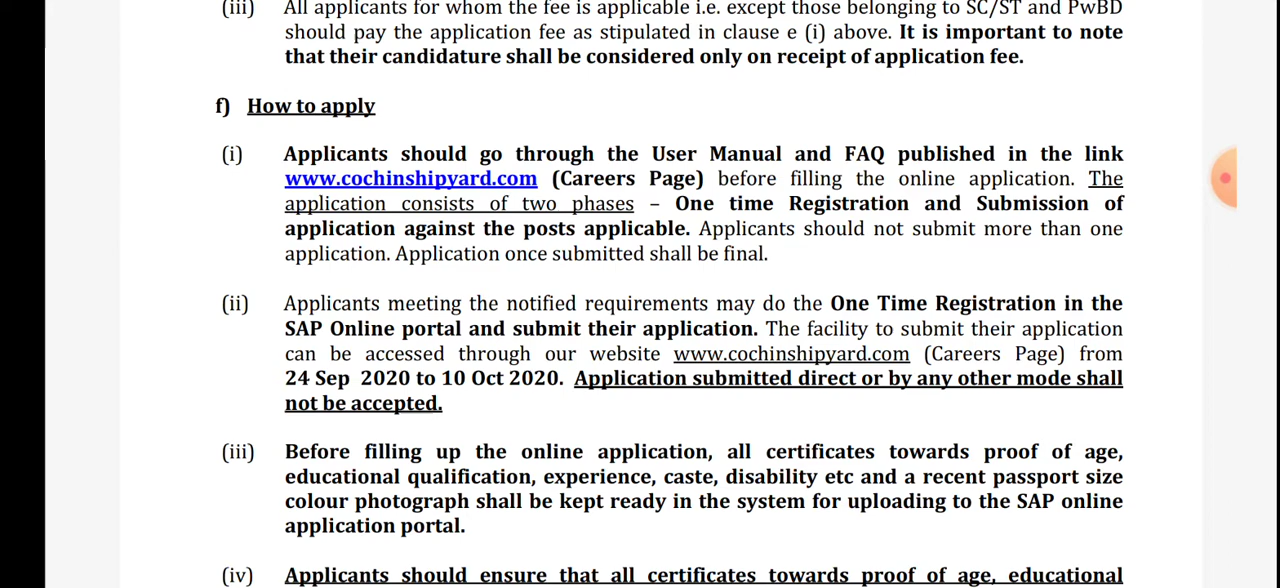 (iii) All applicants for whom the fee is applicable i.e. except those belonging to SC/ST and PwBD
should pay the application fee as stipulated in clause e (i) above. It is important to note
that their candidature shall be considered only on receipt of application fee.
f) How to apply
(i) Applicants should go through the User Manual and FAQ published in the link
www.cochinshipyard.com (Careers Page) before filling the online application. The
application consists of two phases – One time Registration and Submission of
application against the posts applicable. Applicants should not submit more than one
application. Application once submitted shall be final.
(ii) Applicants meeting the notified requirements may do the One Time Registration in the
SAP Online portal and submit their application. The facility to submit their application
can be accessed through our website www.cochinshipyard.com (Careers Page) from
24 Sep 2020 to 10 Oct 2020. Application submitted direct or by any other mode shall
not be accepted.
(iii) Before filling up the online application, all certificates towards proof of age,
educational qualification, experience, caste, disability etc and a recent passport size
colour photograph shall be kept ready in the system for uploading to the SAP online
application portal.
(iv) Applicants should ensure that all certificates towards proof of age, educational